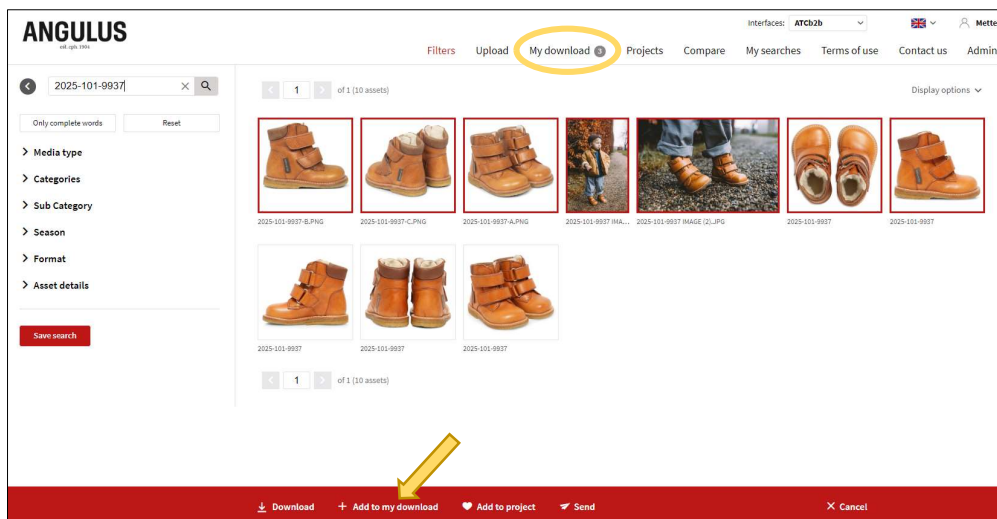 ANGULUS
est. cph. 1904
Interfaces: ATCb2b
Mette
Filters Upload My download 3 Projects Compare My searches Terms of use Contact us Admin
2025-101-9937
1 of 1 (10 assets)
Display options
Only complete words Reset
Media type
Categories
Sub Category
Season
Format
Asset details
Save search
2025-101-9937-B.PNG 2025-101-9937-C.PNG 2025-101-9937-A.PNG 2025-101-9937 IMA... 2025-101-9937 IMAGE (2).JPG 2025-101-9937 2025-101-9937
2025-101-9937 2025-101-9937 2025-101-9937
1 of 1 (10 assets)
Download + Add to my download Add to project Send Cancel